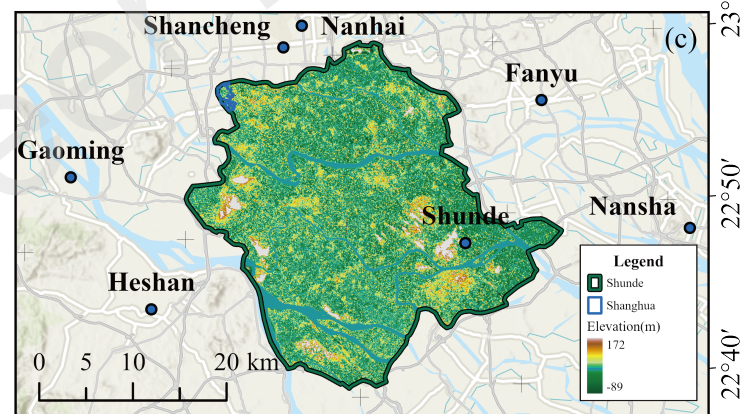 Shancheng
Nanhai
(c)
23°
Fanyu
Gaoming
22°50'
Nansha
Shunde
Heshan
Legend
Shunde
Shanghua
Elevation(m)
172
-89
0 5 10 20 km
22°40'